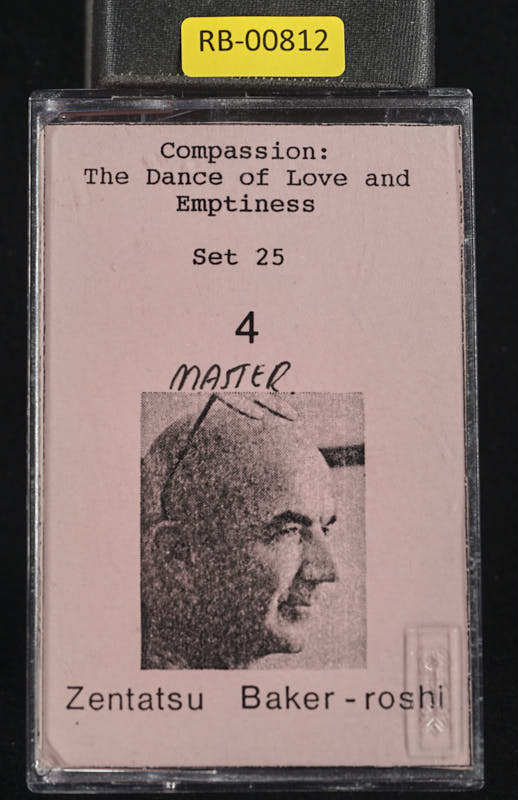 RB-00812
Compassion:
The Dance of Love and
Emptiness
Set 25
4
MASTER
Zentatsu Baker-roshi